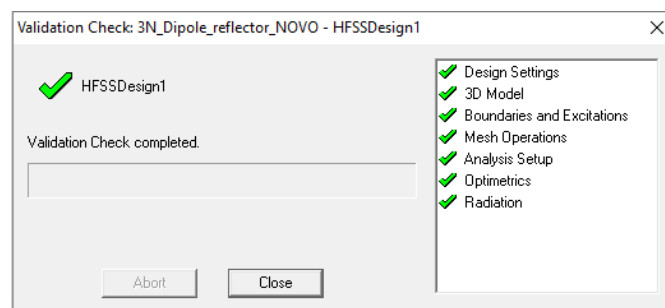 Validation Check: 3N_Dipole_reflector_NOVO - HFSSDesign1
HFSSDesign1
Validation Check completed.
Abort
Close
Design Settings
3D Model
Boundaries and Excitations
Mesh Operations
Analysis Setup
Optimetrics
Radiation